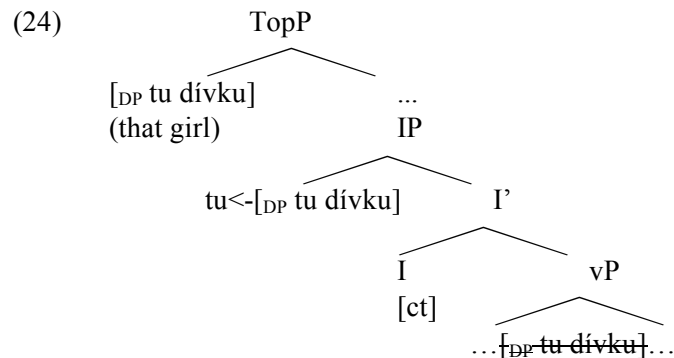 (24) TopP
[DP tu dívku] ...
(that girl) IP
tu<-[DP tu dívku] I’
I vP
[ct]
…[DP tu dívku]…